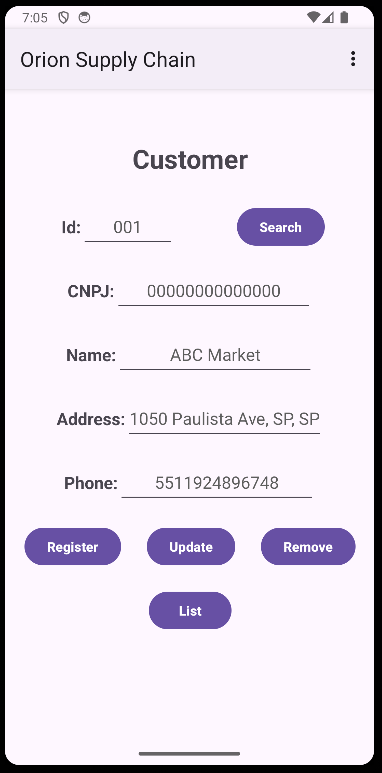 7:05
Orion Supply Chain
Customer
Id: 001 Search
CNPJ: 00000000000000
Name: ABC Market
Address: 1050 Paulista Ave, SP, SP
Phone: 5511924896748
Register Update Remove
List